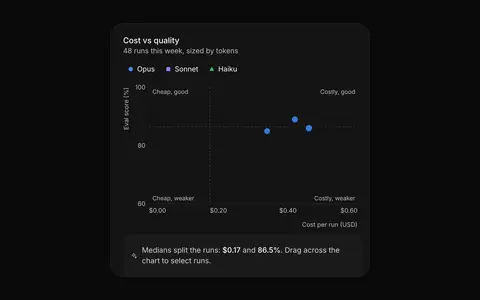 Cost vs quality
48 runs this week, sized by tokens
Opus Sonnet Haiku
Eval score (%)
100
Cheap, good Costly, good
80
Cheap, weaker Costly, weaker
60
$0.00 $0.20 $0.40 $0.60
Cost per run (USD)
Medians split the runs: $0.17 and 86.5%. Drag across the
chart to select runs.